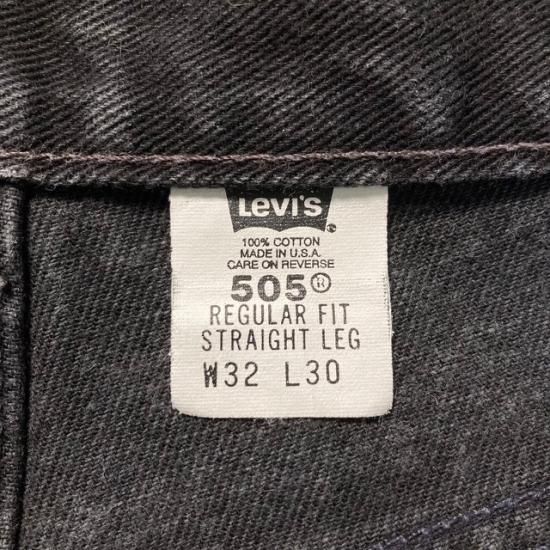 Levi's
100% COTTON
MADE IN U.S.A.
CARE ON REVERSE
505®
REGULAR FIT
STRAIGHT LEG
W32 L30